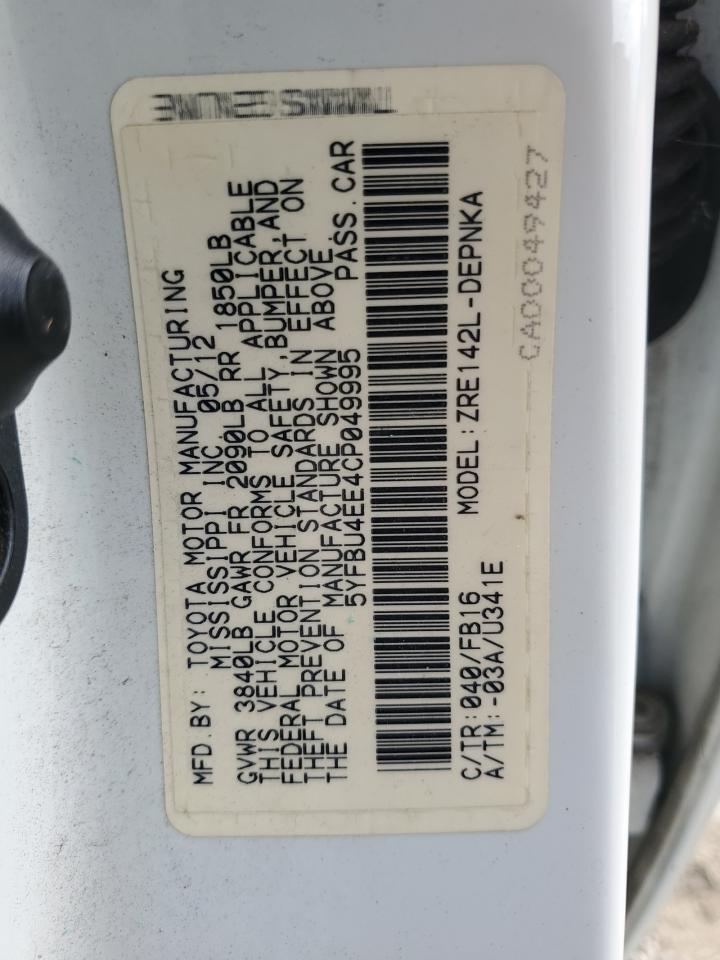 MFD.BY: TOYOTA MOTOR MANUFACTURING
MISSISSIPPI INC. 05/12
GVWR 3840LB GAWR FR 2090LB RR 1850LB
THIS VEHICLE CONFORMS TO ALL APPLICABLE
FEDERAL MOTOR VEHICLE SAFETY,BUMPER,AND
THEFT PREVENTION STANDARDS IN EFFECT ON
THE DATE OF MANUFACTURE SHOWN ABOVE.
5YFBU4EE4CP049995 PASS.CAR
C/TR:040/FB16 MODEL:ZRE142L-DEPNKA
A/TM:-03A/U341E
CA00049427